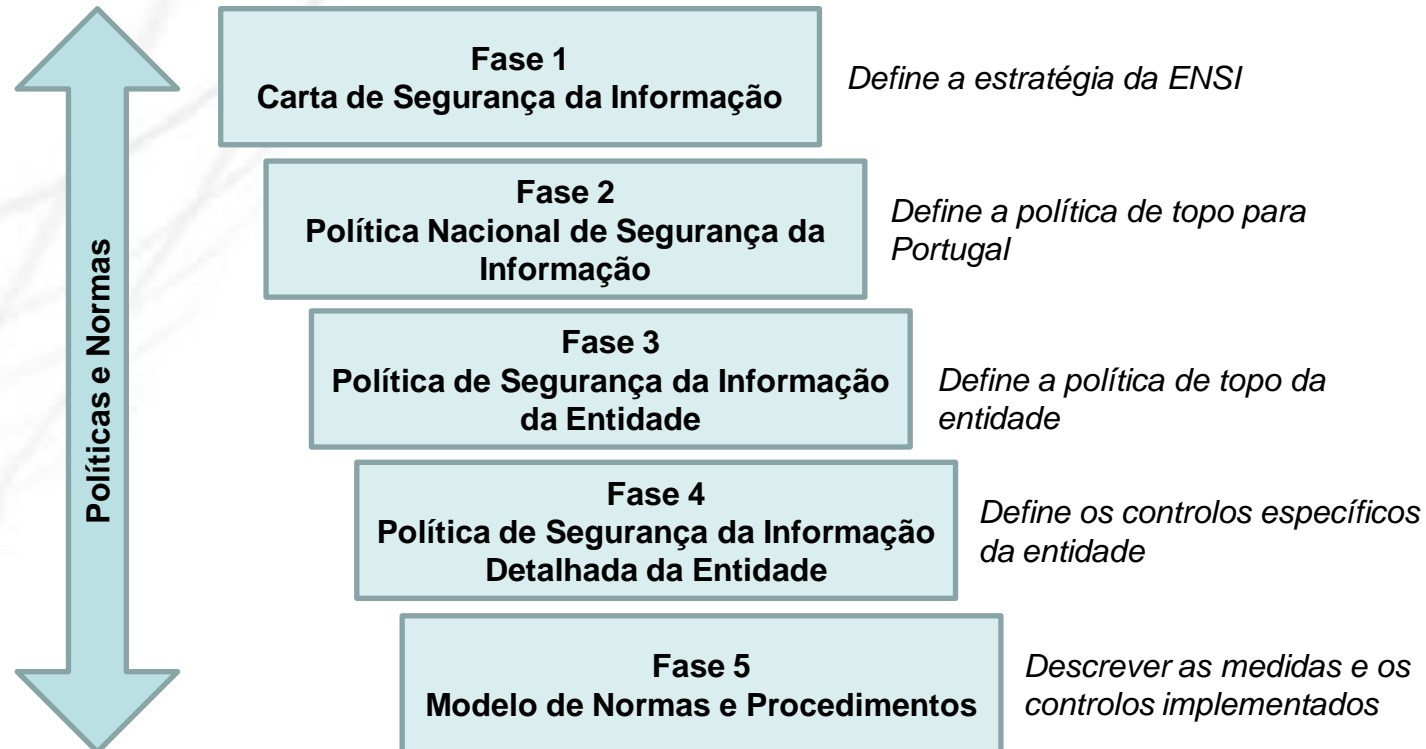 Políticas e Normas
Fase 1
Carta de Segurança da Informação
Define a estratégia da ENSI
Fase 2
Política Nacional de Segurança da
Informação
Define a política de topo para
Portugal
Fase 3
Política de Segurança da Informação
da Entidade
Define a política de topo da
entidade
Fase 4
Política de Segurança da Informação
Detalhada da Entidade
Define os controlos específicos
da entidade
Fase 5
Modelo de Normas e Procedimentos
Descrever as medidas e os
controlos implementados